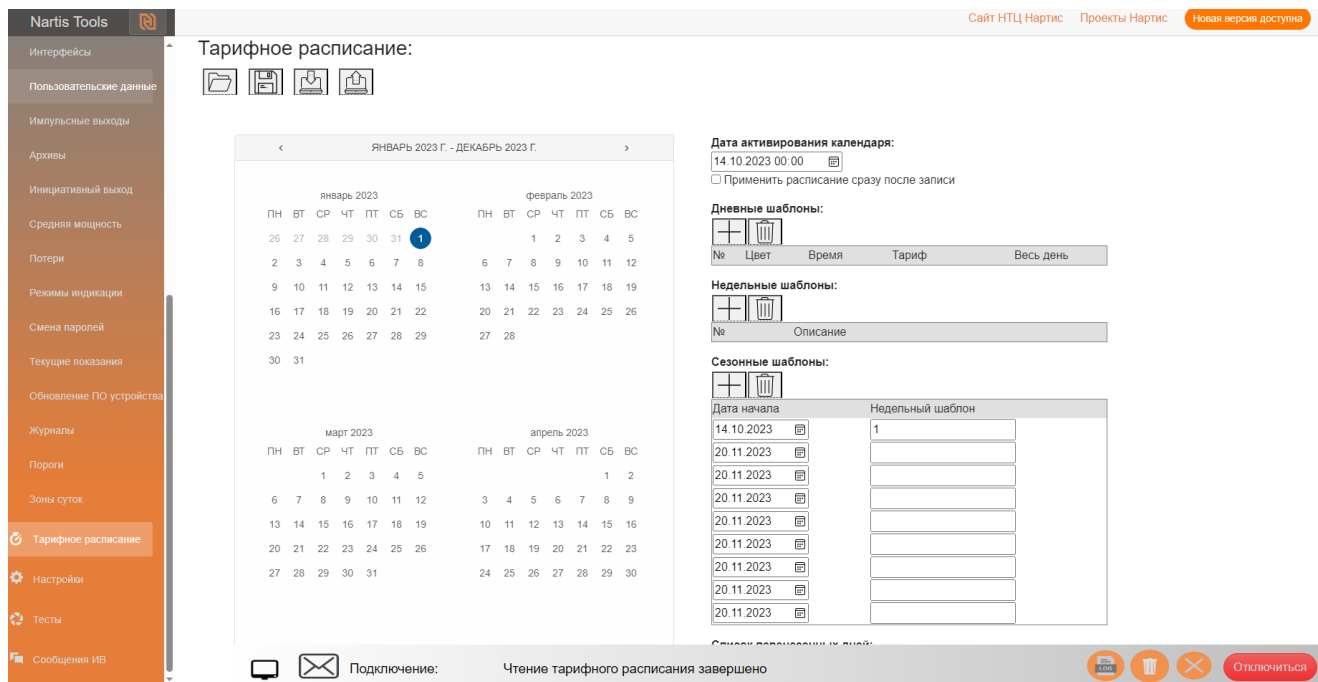 Nartis Tools
Сайт НТЦ Нартис Проекты Нартис Новая версия доступна
Интерфейсы
Пользовательские данные
Импульсные выходы
Архивы
Инициативный выход
Средняя мощность
Потери
Режимы индикации
Смена паролей
Текущие показания
Обновление ПО устройства
Журналы
Пороги
Зоны суток
Тарифное расписание
Настройки
Тесты
Сообщения ИВ
Тарифное расписание:
ЯНВАРЬ 2023 Г. - ДЕКАБРЬ 2023 Г.
январь 2023
ПН ВТ СР ЧТ ПТ СБ ВС
26 27 28 29 30 31 1
2 3 4 5 6 7 8
9 10 11 12 13 14 15
16 17 18 19 20 21 22
23 24 25 26 27 28 29
30 31
февраль 2023
ПН ВТ СР ЧТ ПТ СБ ВС
1 2 3 4 5
6 7 8 9 10 11 12
13 14 15 16 17 18 19
20 21 22 23 24 25 26
27 28
март 2023
ПН ВТ СР ЧТ ПТ СБ ВС
1 2 3 4 5
6 7 8 9 10 11 12
13 14 15 16 17 18 19
20 21 22 23 24 25 26
27 28 29 30 31
апрель 2023
ПН ВТ СР ЧТ ПТ СБ ВС
1 2
3 4 5 6 7 8 9
10 11 12 13 14 15 16
17 18 19 20 21 22 23
24 25 26 27 28 29 30
Дата активирования календаря:
14.10.2023 00:00
Применить расписание сразу после записи
Дневные шаблоны:
№ Цвет Время Тариф Весь день
Недельные шаблоны:
№ Описание
Сезонные шаблоны:
Дата начала Недельный шаблон
14.10.2023 1
20.11.2023
20.11.2023
20.11.2023
20.11.2023
20.11.2023
20.11.2023
20.11.2023
20.11.2023
Список перенесенных дней:
Подключение: Чтение тарифного расписания завершено
LOG
Отключиться